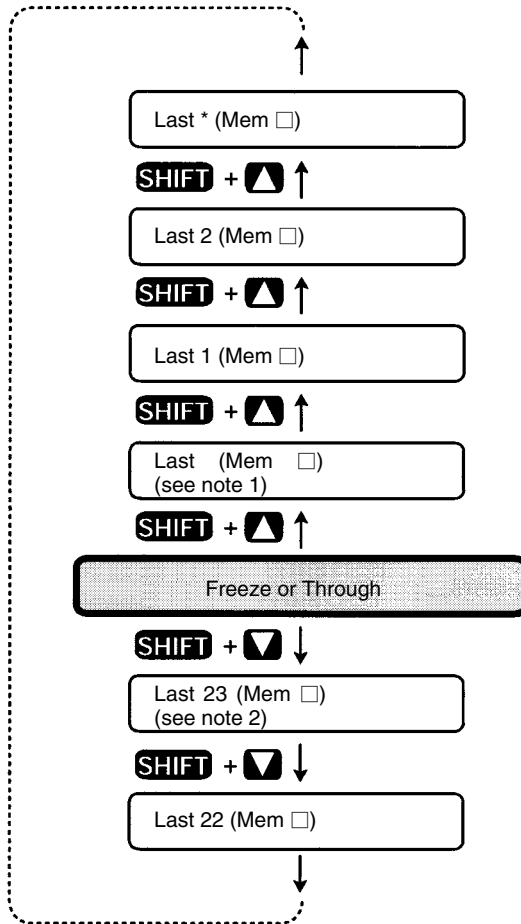 Last * (Mem □)
SHIFT + ▲ ↑
Last 2 (Mem □)
SHIFT + ▲ ↑
Last 1 (Mem □)
SHIFT + ▲ ↑
Last (Mem □)
(see note 1)
SHIFT + ▲ ↑
Freeze or Through
SHIFT + ▼ ↓
Last 23 (Mem □)
(see note 2)
SHIFT + ▼ ↓
Last 22 (Mem □)